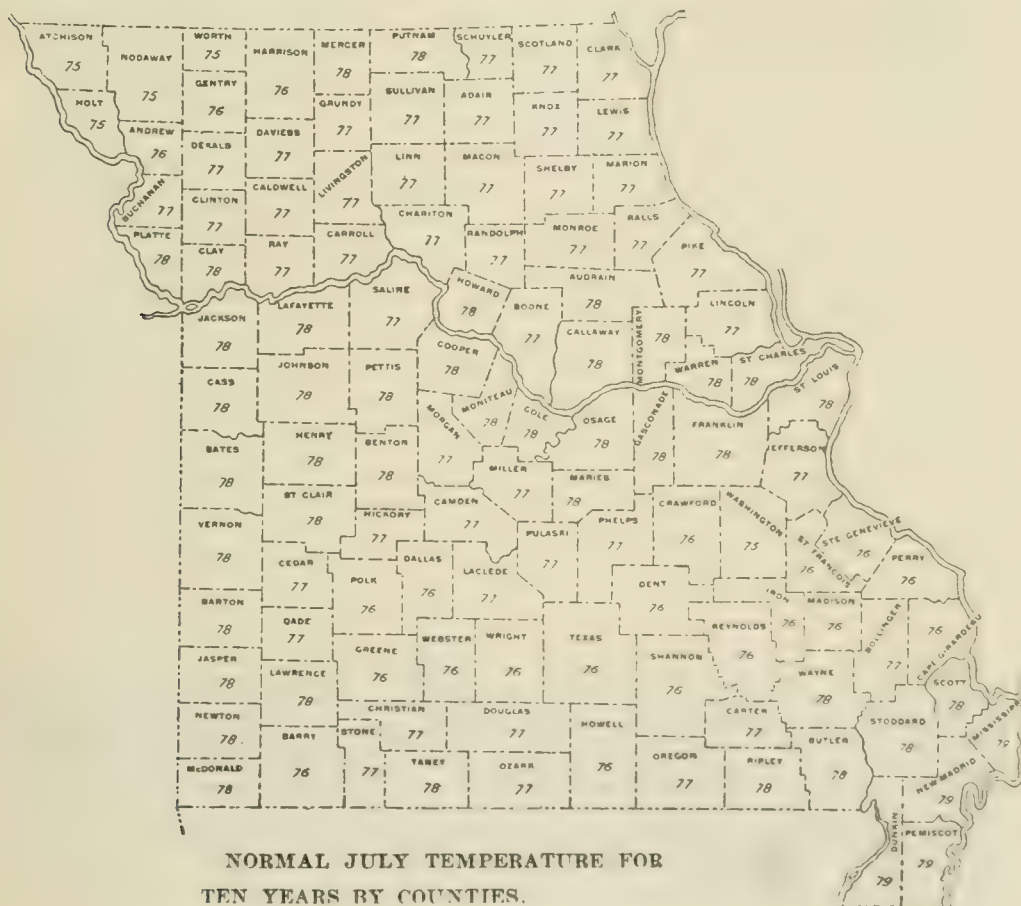 ATCHISON
75
NODAWAY
75
WORTH
75
HARRISON
76
MERCER
78
PUTNAM
78
SCHUYLER
77
SCOTLAND
77
CLARK
77
HOLT
75
GENTRY
76
GRUNDY
77
SULLIVAN
77
ADAIR
77
KNOX
77
LEWIS
77
ANDREW
76
DEKALB
77
DAVIESS
77
LIVINGSTON
77
LINN
77
MACON
77
SHELBY
77
MARION
77
BUCHANAN
77
CLINTON
77
CALDWELL
77
CHARITON
77
RANDOLPH
77
MONROE
77
RALLS
77
PIKE
77
PLATTE
78
CLAY
78
RAY
77
CARROLL
77
AUDRAIN
78
JACKSON
78
LAFAYETTE
78
SALINE
77
HOWARD
78
BOONE
77
CALLAWAY
78
MONTGOMERY
78
LINCOLN
77
WARREN
78
ST CHARLES
78
ST. LOUIS
78
CASS
78
JOHNSON
78
PETTIS
78
COOPER
78
MONITEAU
78
COLE
78
OSAGE
78
GASCONADE
78
FRANKLIN
78
JEFFERSON
77
BATES
78
HENRY
78
BENTON
78
MORGAN
77
MILLER
77
MARIES
78
ST CLAIR
78
HICKORY
77
CAMDEN
77
PULASKI
77
PHELPS
77
CRAWFORD
76
WASHINGTON
75
ST FRANCOIS
76
STE GENEVIEVE
76
PERRY
76
VERNON
78
CEDAR
77
POLK
76
DALLAS
76
LACLEDE
77
DENT
76
IRON
76
MADISON
76
BOLLINGER
77
CAPE GIRARDEAU
76
BARTON
78
DADE
77
GREENE
76
WEBSTER
76
WRIGHT
76
TEXAS
76
SHANNON
76
REYNOLDS
76
WAYNE
78
SCOTT
78
MISSISSIPPI
79
JASPER
78
LAWRENCE
78
CHRISTIAN
77
DOUGLAS
77
HOWELL
76
CARTER
77
BUTLER
78
STODDARD
78
NEWTON
78
BARRY
76
STONE
77
TANEY
78
OZARK
77
OREGON
77
RIPLEY
78
NEW MADRID
79
McDONALD
78
DUNKIN
79
PEMISCOT
79
NORMAL JULY TEMPERATURE FOR
TEN YEARS BY COUNTIES.